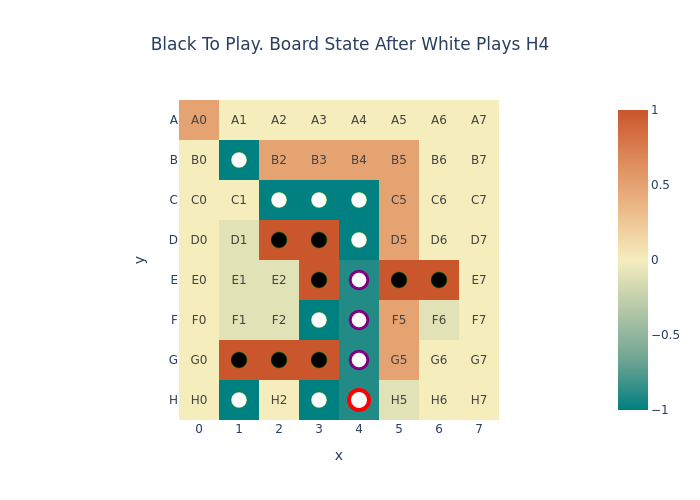 Black To Play. Board State After White Plays H4
A A0 A1 A2 A3 A4 A5 A6 A7
B B0 B2 B3 B4 B5 B6 B7
C C0 C1 C5 C6 C7
D D0 D1 D5 D6 D7
E E0 E1 E2 E7
F F0 F1 F2 F5 F6 F7
G G0 G5 G6 G7
H H0 H2 H5 H6 H7
0 1 2 3 4 5 6 7
x
y
1
0.5
0
−0.5
−1